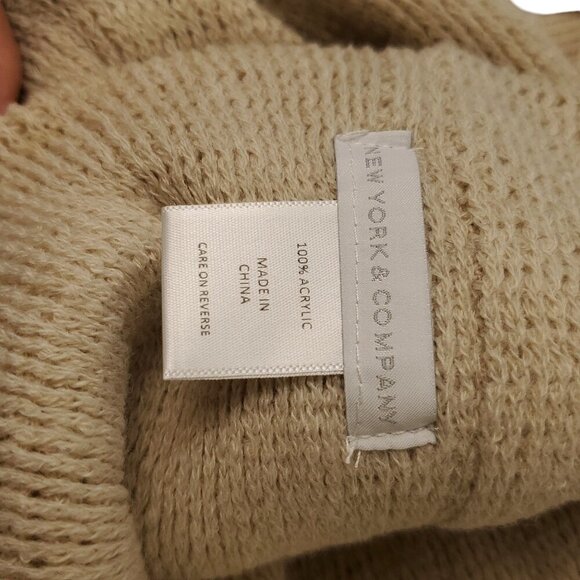 NEW YORK & COMPANY
100% ACRYLIC
MADE IN
CHINA
CARE ON REVERSE